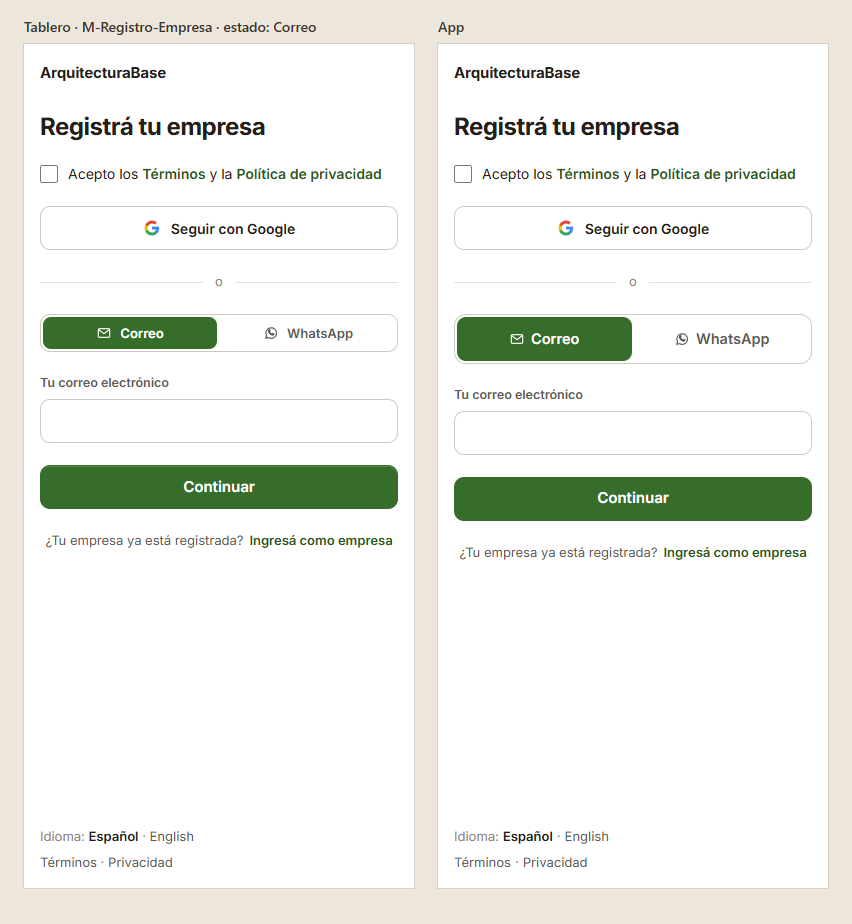 Tablero · M-Registro-Empresa · estado: Correo
ArquitecturaBase
Registrá tu empresa
Acepto los Términos y la Política de privacidad
Seguir con Google
o
Correo
WhatsApp
Tu correo electrónico
Continuar
¿Tu empresa ya está registrada? Ingresá como empresa
Idioma: Español · English
Términos · Privacidad
App
ArquitecturaBase
Registrá tu empresa
Acepto los Términos y la Política de privacidad
Seguir con Google
o
Correo
WhatsApp
Tu correo electrónico
Continuar
¿Tu empresa ya está registrada? Ingresá como empresa
Idioma: Español · English
Términos · Privacidad